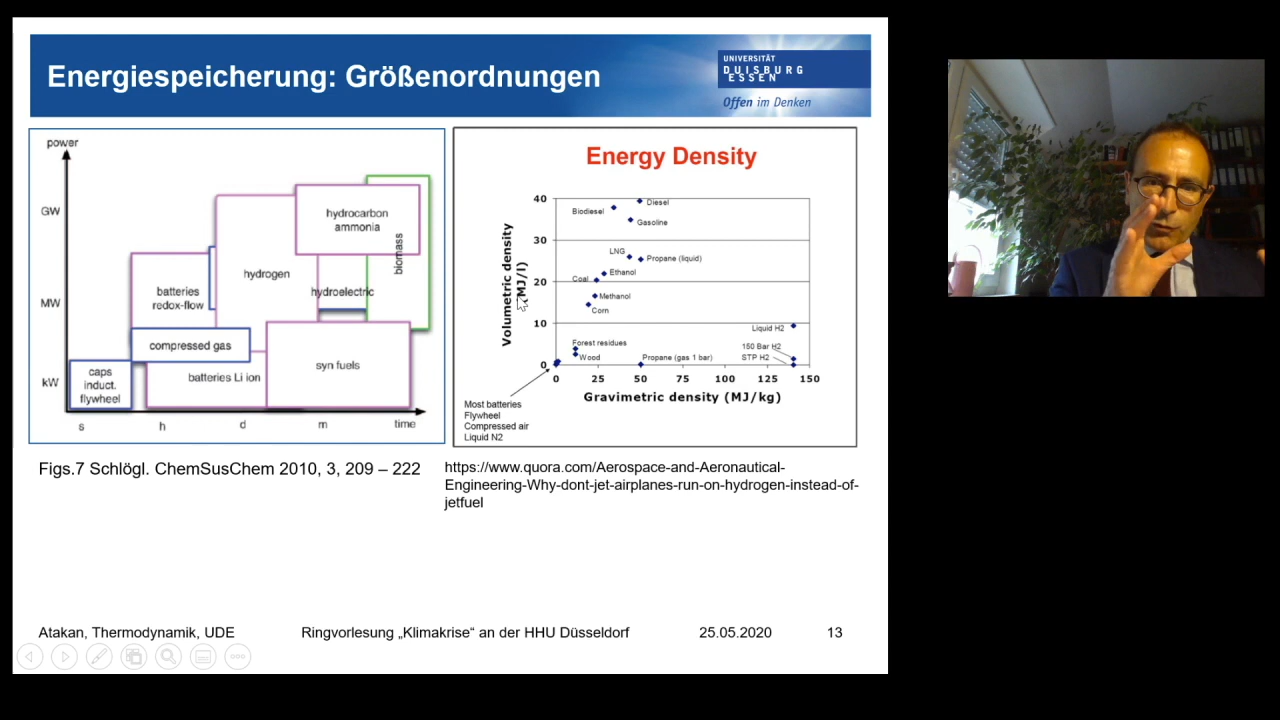 Energiespeicherung: Größenordnungen
UNIVERSITÄT
DUISBURG
ESSEN
Offen im Denken
power
GW
MW
kW
hydrocarbon
ammonia
biomass
hydrogen
batteries
redox-flow
hydroelectric
compressed gas
caps
induct.
flywheel
batteries Li ion
syn fuels
s
h
d
m
time
Energy Density
Volumetric density
(MJ/l)
40
30
20
10
0
Diesel
Biodiesel
Gasoline
LNG
Propane (liquid)
Ethanol
Coal
Methanol
Corn
Liquid H2
Forest residues
150 Bar H2
Wood
Propane (gas 1 bar)
STP H2
0
25
50
75
100
125
150
Gravimetric density (MJ/kg)
Most batteries
Flywheel
Compressed air
Liquid N2
Figs.7 Schlögl. ChemSusChem 2010, 3, 209 – 222
https://www.quora.com/Aerospace-and-Aeronautical-
Engineering-Why-dont-jet-airplanes-run-on-hydrogen-instead-of-
jetfuel
Atakan, Thermodynamik, UDE
Ringvorlesung „Klimakrise“ an der HHU Düsseldorf
25.05.2020
13